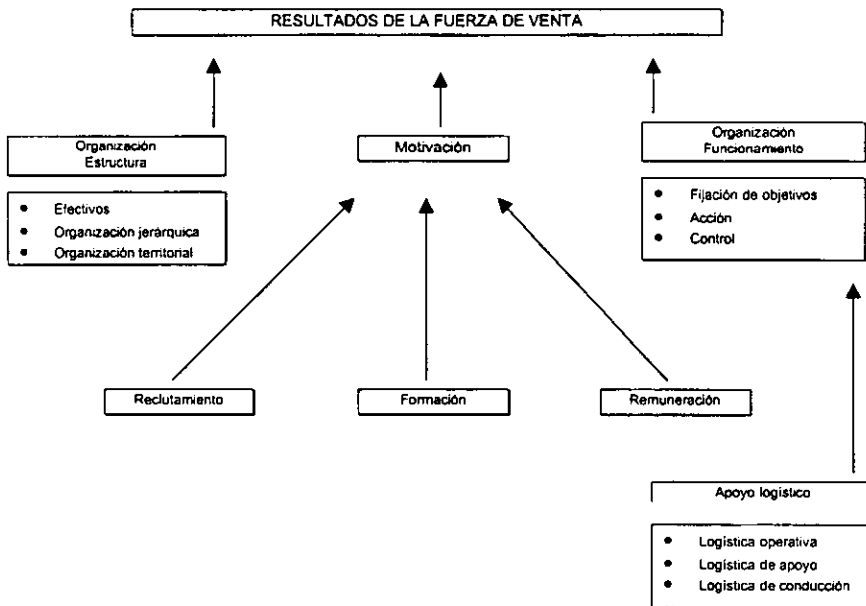 RESULTADOS DE LA FUERZA DE VENTA
Organización
Estructura
Motivación
Organización
Funcionamiento
• Efectivos
• Organización jerárquica
• Organización territorial
• Fijación de objetivos
• Acción
• Control
Reclutamiento
Formación
Remuneración
Apoyo logístico
• Logística operativa
• Logística de apoyo
• Logística de conducción